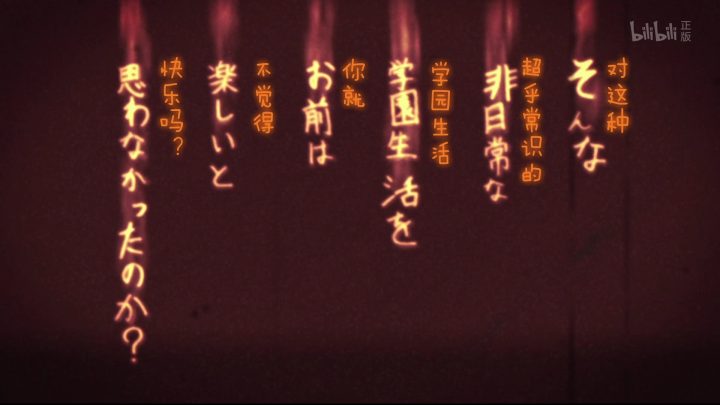 そんな
对这种
非日常な
超乎常识的
学園生活を
学园生活
お前は
你就
楽しいと
不觉得
思わなかったのか？
快乐吗？
bilibili 正版